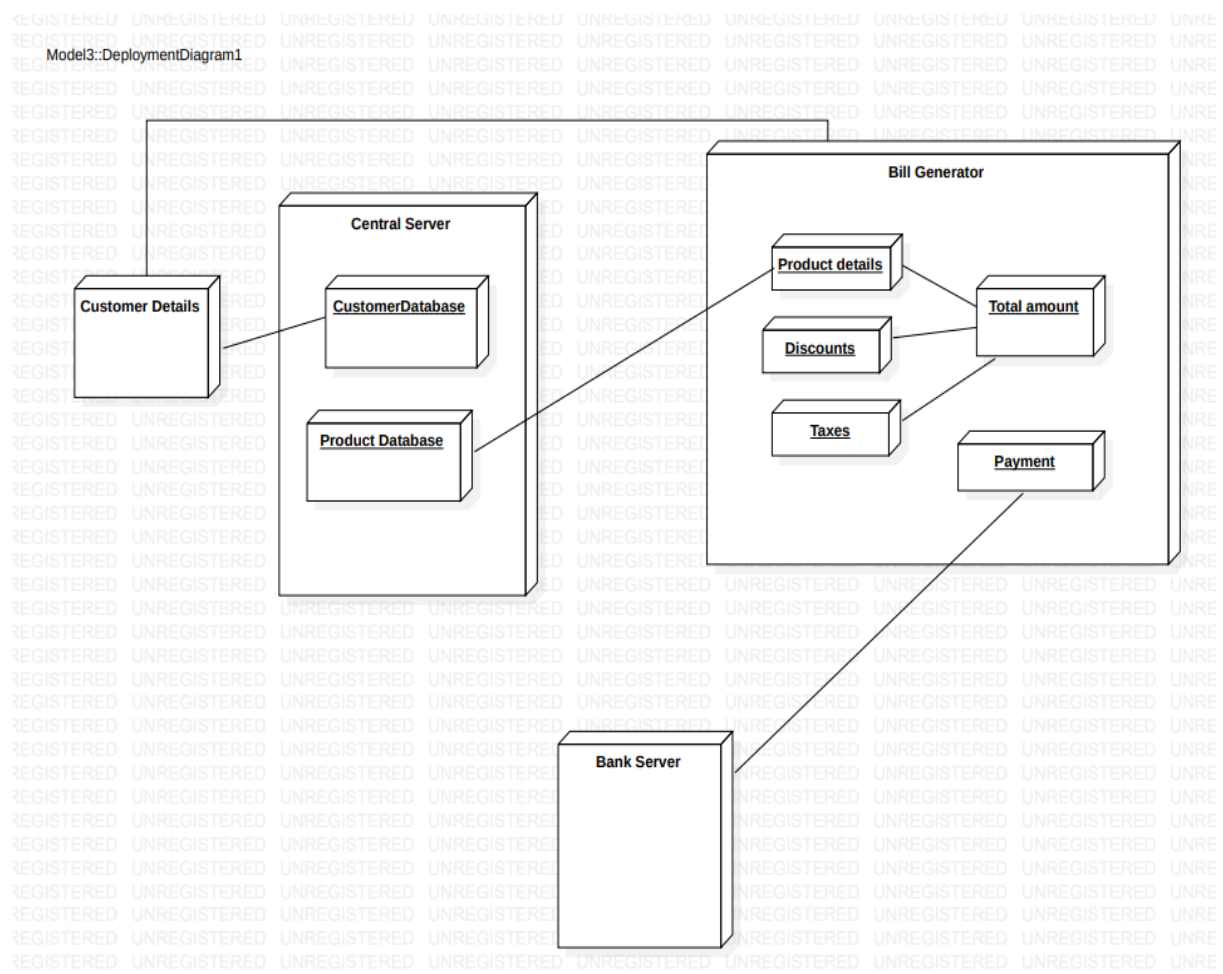 Model3::DeploymentDiagram1
Bill Generator
Central Server
Product details
Customer Details
CustomerDatabase
Total amount
Discounts
Product Database
Taxes
Payment
Bank Server
UNREGISTERED